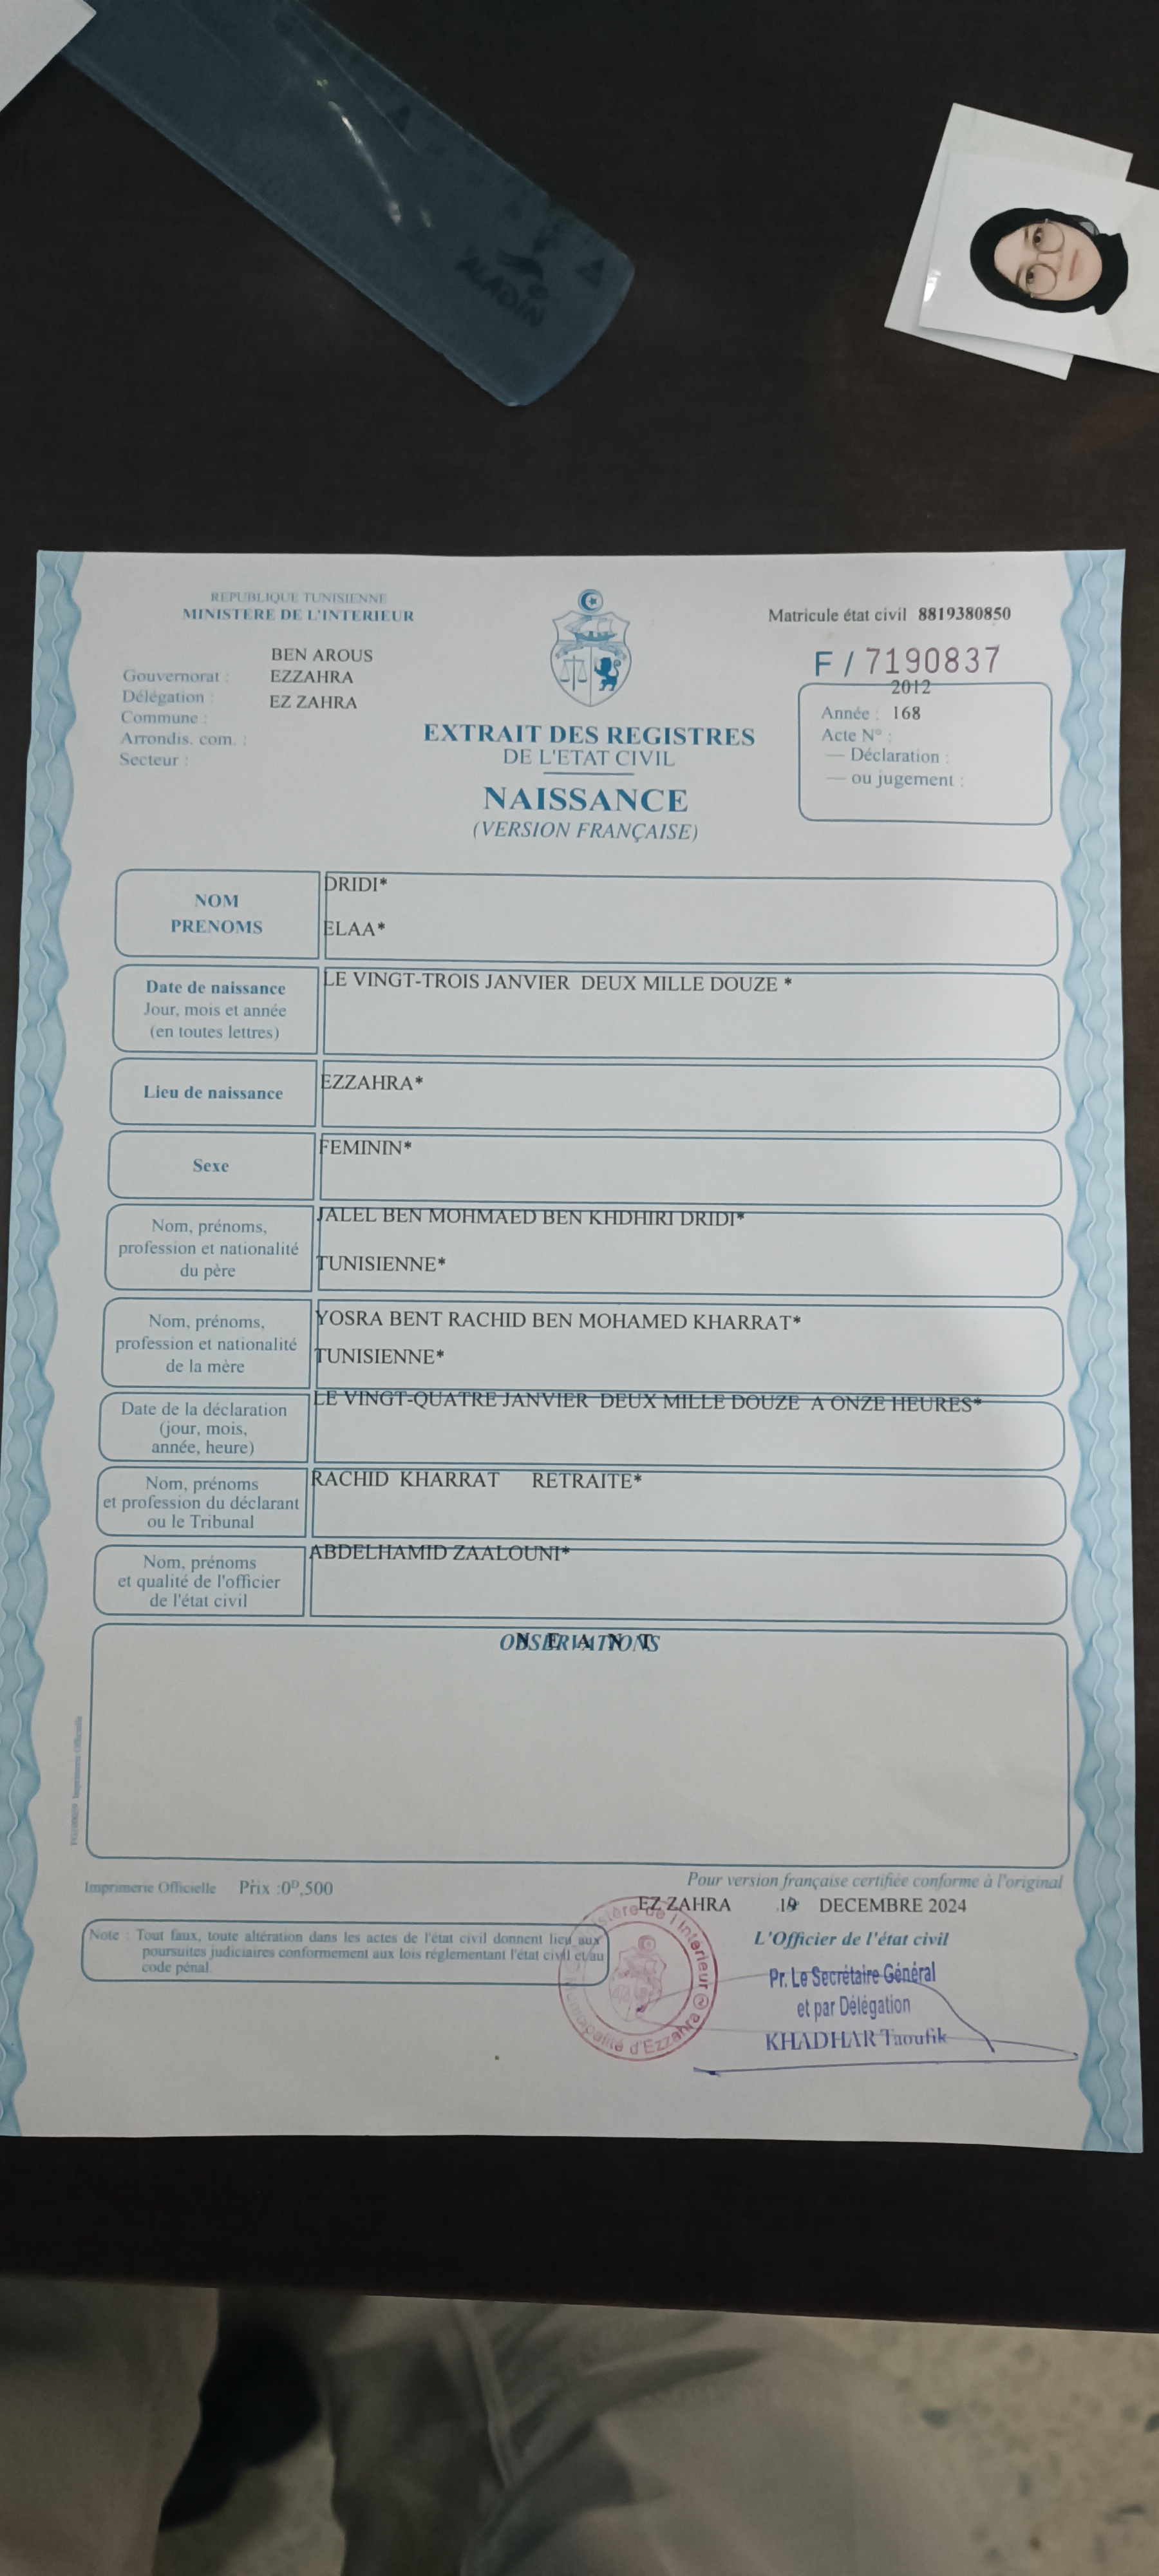 ALADIN
REPUBLIQUE TUNISIENNE
MINISTERE DE L'INTERIEUR
Matricule état civil 8819380850
BEN AROUS
F / 7190837
Gouvernorat : EZZAHRA
2012
Délégation : EZ ZAHRA
Année : 168
Commune :
Acte N° :
Arrondis. com. :
— Déclaration :
Secteur :
— ou jugement :
EXTRAIT DES REGISTRES
DE L'ETAT CIVIL
NAISSANCE
(VERSION FRANÇAISE)
NOM
DRIDI*
PRENOMS
ELAA*
Date de naissance
Jour, mois et année
(en toutes lettres)
LE VINGT-TROIS JANVIER DEUX MILLE DOUZE *
Lieu de naissance
EZZAHRA*
Sexe
FEMININ*
Nom, prénoms,
profession et nationalité
du père
JALEL BEN MOHMAED BEN KHDHIRI DRIDI*
TUNISIENNE*
Nom, prénoms,
profession et nationalité
de la mère
YOSRA BENT RACHID BEN MOHAMED KHARRAT*
TUNISIENNE*
Date de la déclaration
(jour, mois,
année, heure)
LE VINGT-QUATRE JANVIER DEUX MILLE DOUZE A ONZE HEURES*
Nom, prénoms
et profession du déclarant
ou le Tribunal
RACHID KHARRAT RETRAITE*
Nom, prénoms
et qualité de l'officier
de l'état civil
ABDELHAMID ZAALOUNI*
OBSERVATIONS
N E A N T
Imprimerie Officielle
Imprimerie Officielle Prix :0ᴰ,500
Pour version française certifiée conforme à l'original
EZ ZAHRA 19 DECEMBRE 2024
Note : Tout faux, toute altération dans les actes de l'état civil donnent lieu aux
poursuites judiciaires conformement aux lois réglementant l'état civil et au
code pénal.
L'Officier de l'état civil
Ministère de l'Interieur
Municipalité d'Ezzahra
Pr. Le Secrétaire Général
et par Délégation
KHADHAR Taoufik